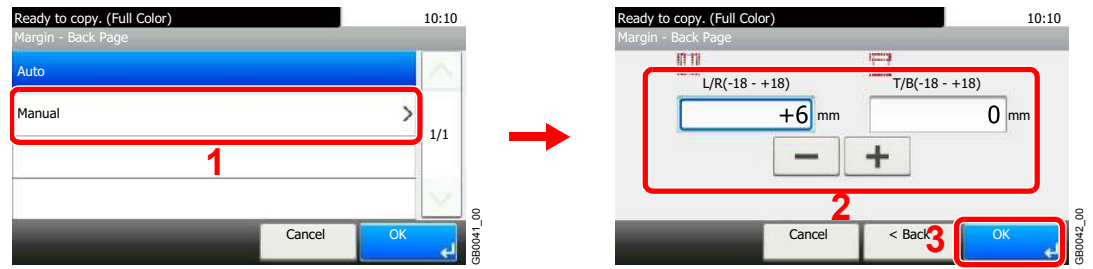 Ready to copy. (Full Color)
10:10
Margin - Back Page
Auto
Manual
1/1
1
Cancel
OK
GB0041_00
Ready to copy. (Full Color)
10:10
Margin - Back Page
L/R(-18 - +18)
T/B(-18 - +18)
+6 mm
0 mm
2
Cancel
< Back
3
OK
GB0042_00